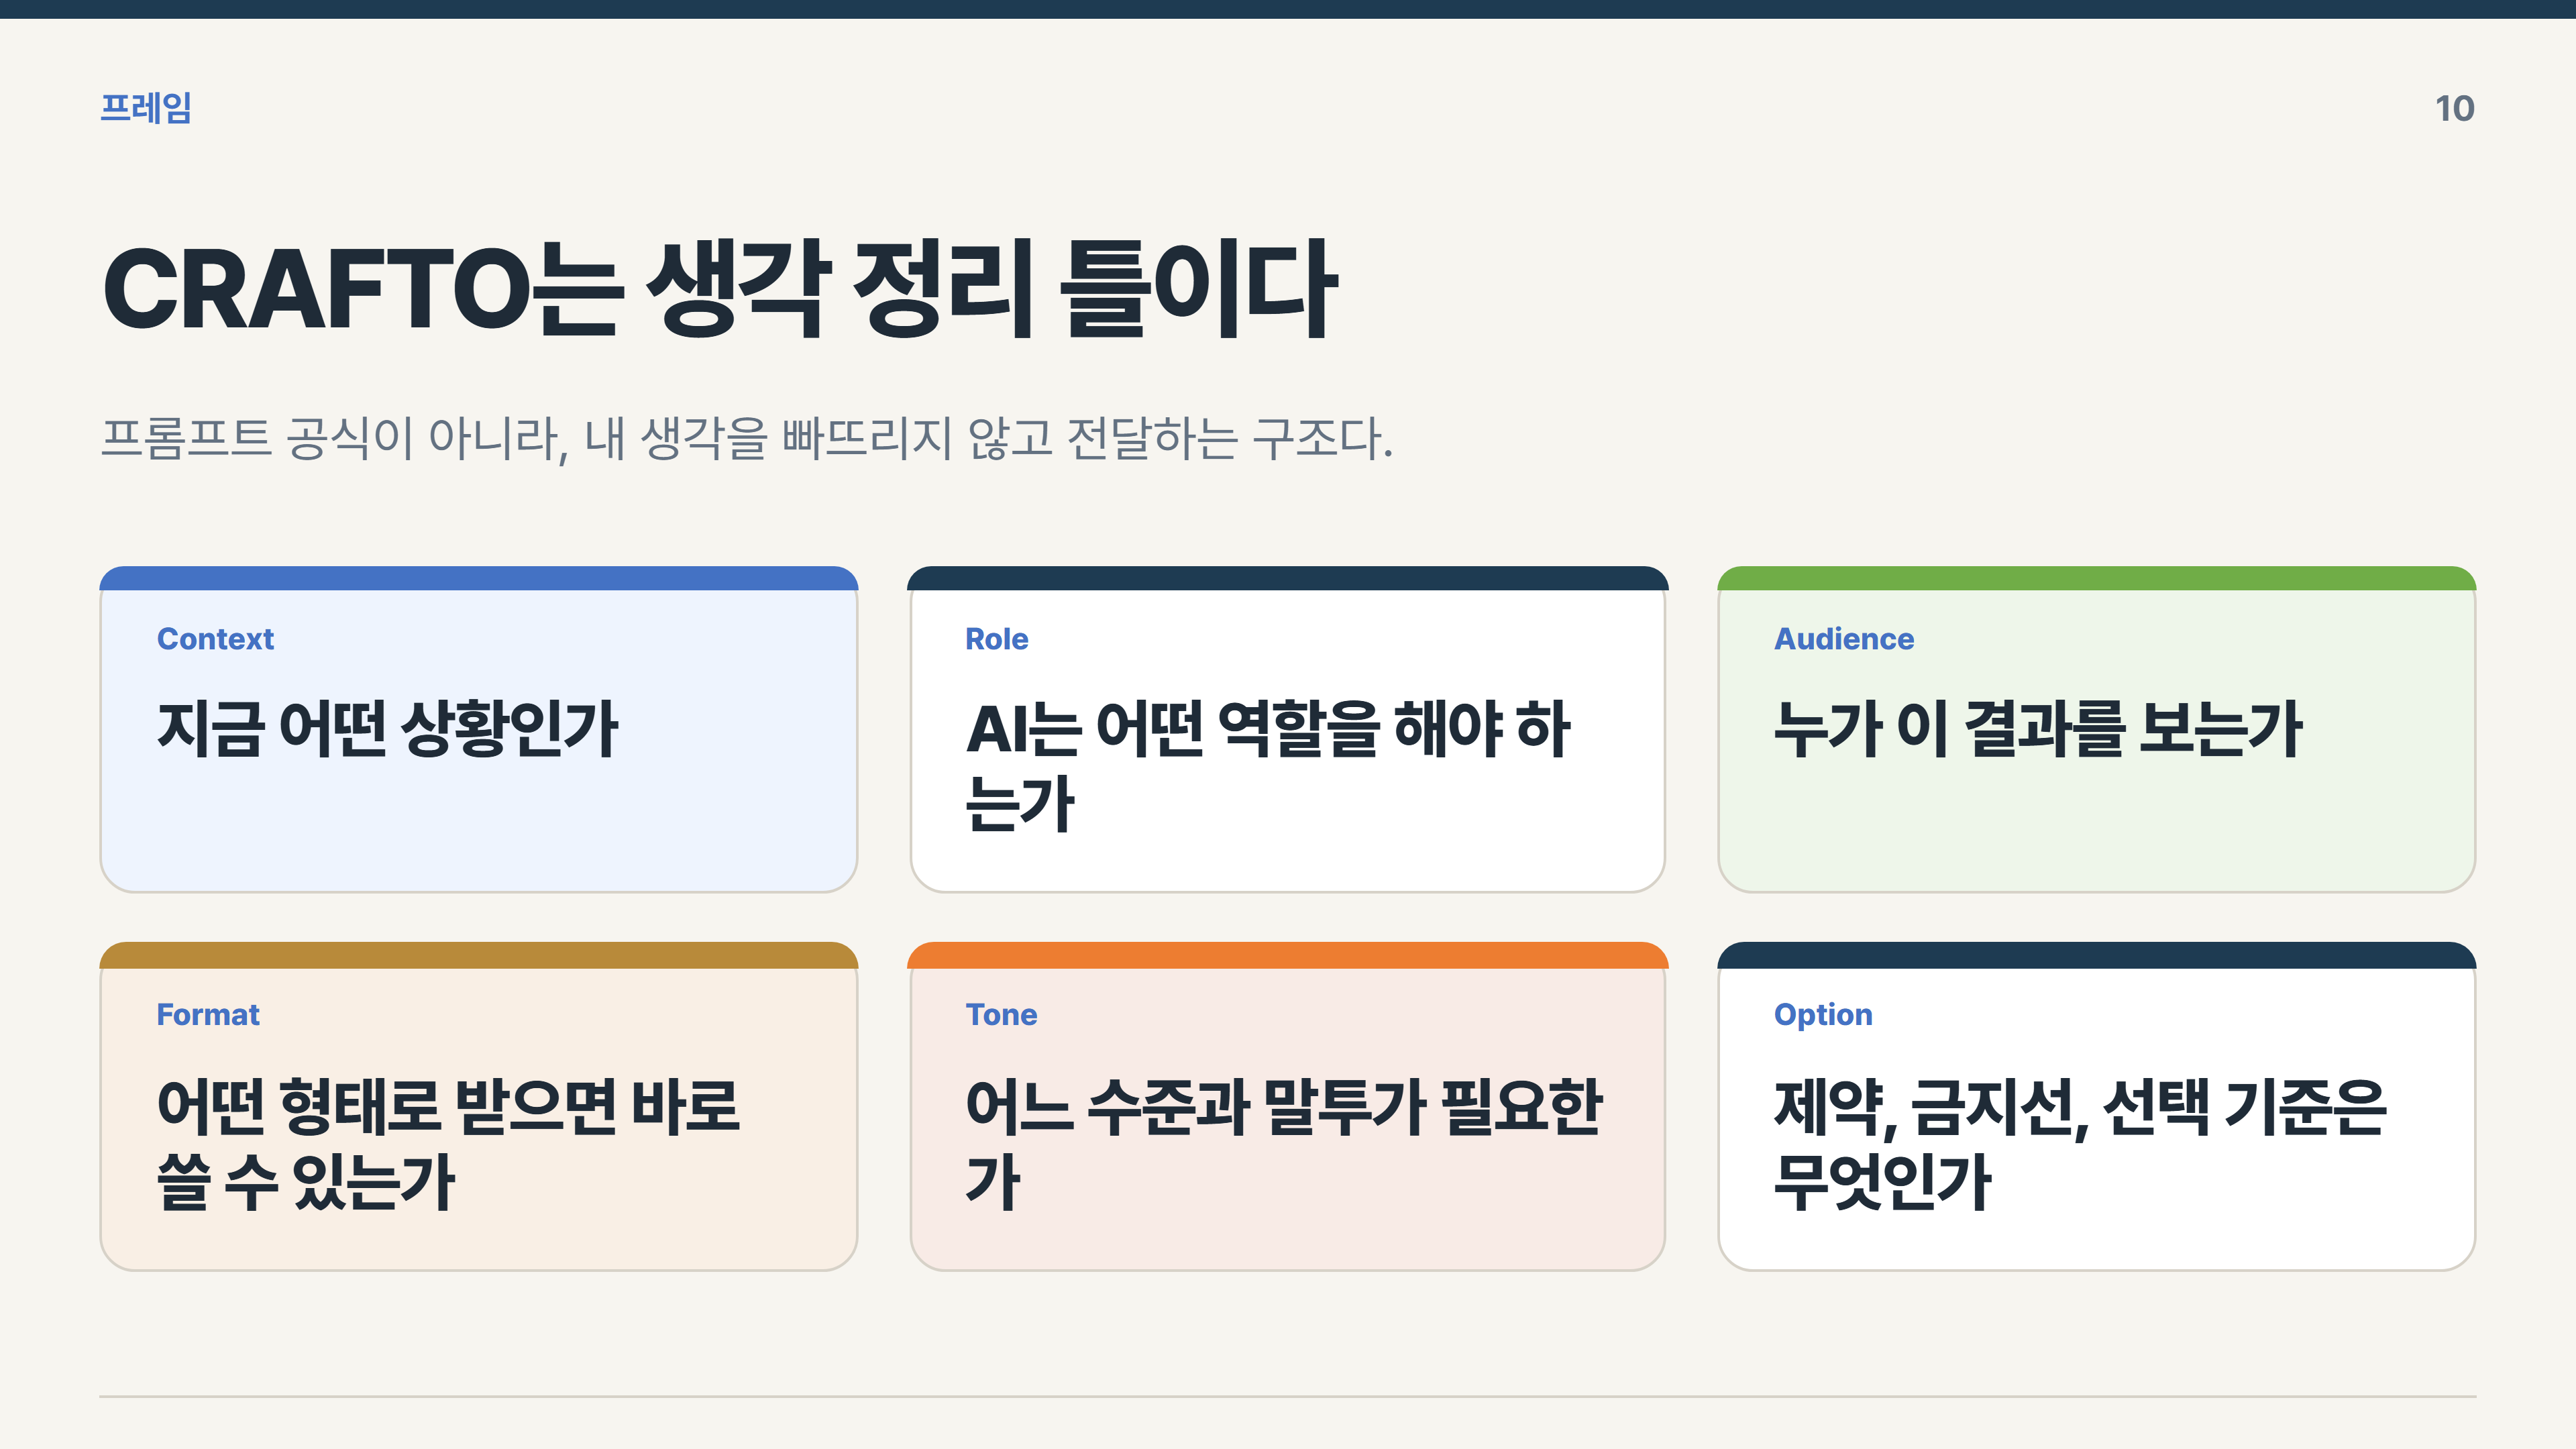 프레임
10
CRAFTO는 생각 정리 틀이다
프롬프트 공식이 아니라, 내 생각을 빠뜨리지 않고 전달하는 구조다.
Context
지금 어떤 상황인가
Role
AI는 어떤 역할을 해야 하
는가
Audience
누가 이 결과를 보는가
Format
어떤 형태로 받으면 바로
쓸 수 있는가
Tone
어느 수준과 말투가 필요한
가
Option
제약, 금지선, 선택 기준은
무엇인가